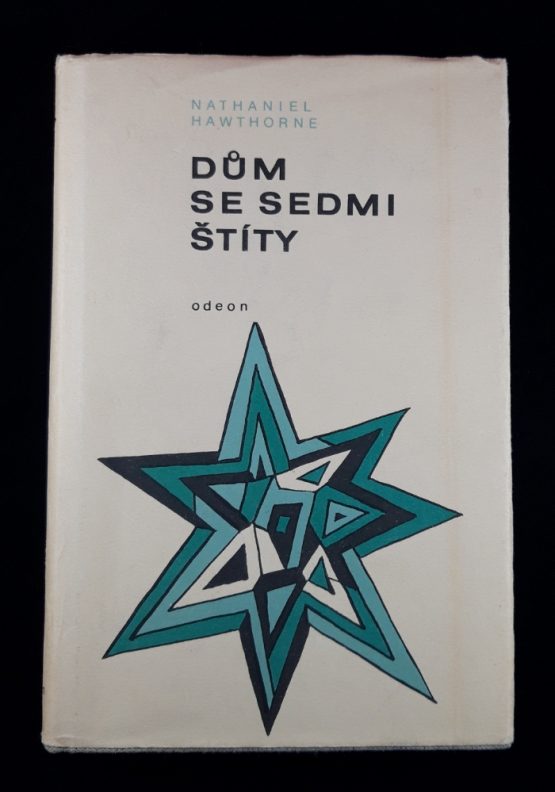 NATHANIEL
HAWTHORNE
DŮM
SE SEDMI
ŠTÍTY
odeon